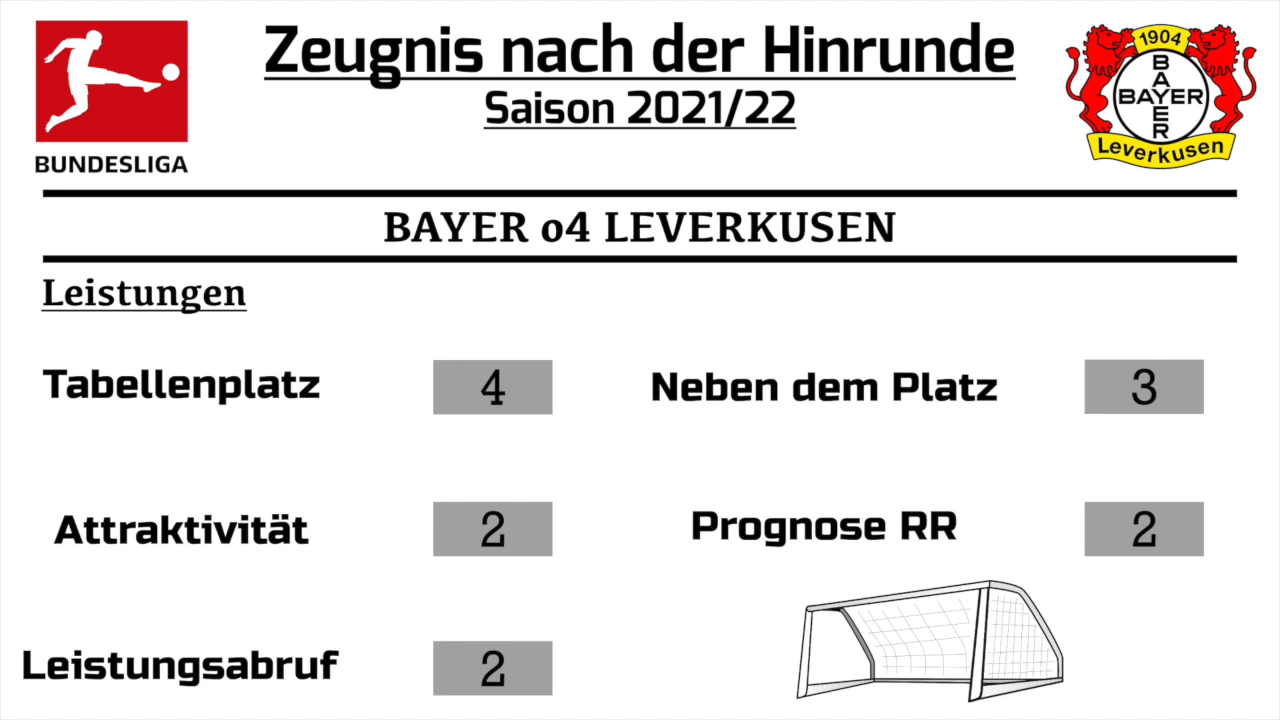 Zeugnis nach der Hinrunde
Saison 2021/22
BUNDESLIGA
1904
BAYER
BAYER
Leverkusen
BAYER 04 LEVERKUSEN
Leistungen
Tabellenplatz 4
Neben dem Platz 3
Attraktivität 2
Prognose RR 2
Leistungsabruf 2